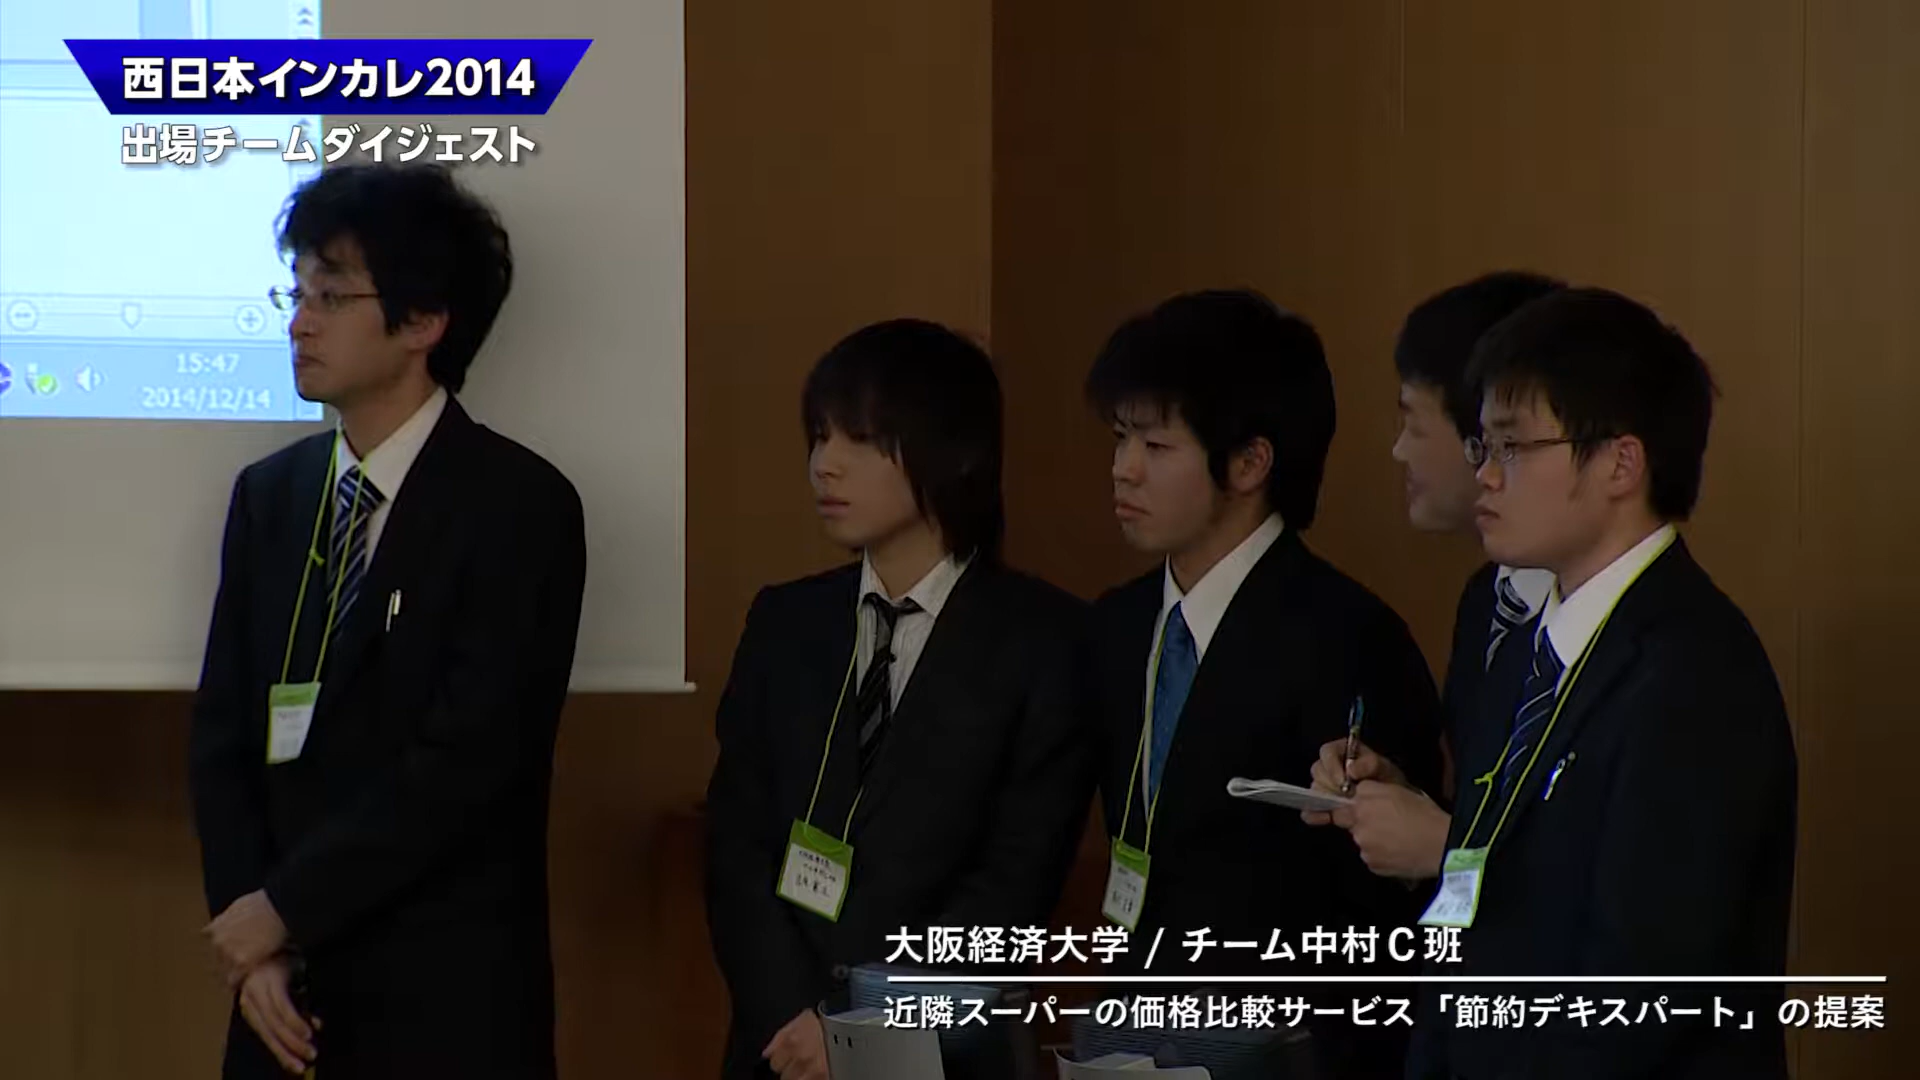 西日本インカレ2014
出場チームダイジェスト
15:47
2014/12/14
大阪経済大学 / チーム中村C班
近隣スーパーの価格比較サービス「節約デキスパート」の提案